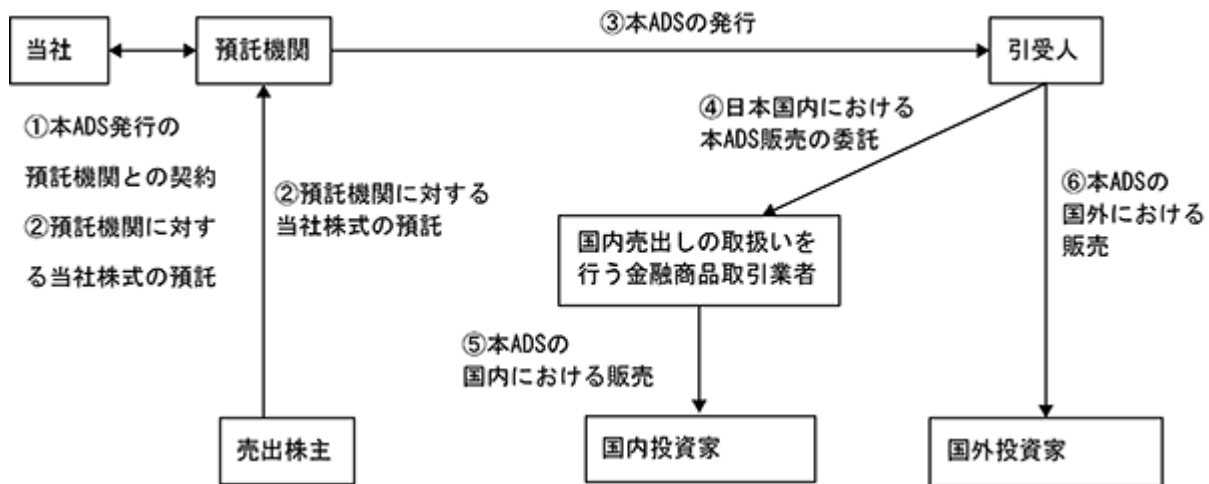 ③本ADSの発行
当社
預託機関
引受人
①本ADS発行の
預託機関との契約
②預託機関に対す
る当社株式の預託
②預託機関に対する
当社株式の預託
④日本国内における
本ADS販売の委託
⑥本ADSの
国外における
販売
国内売出しの取扱いを
行う金融商品取引業者
⑤本ADSの
国内における販売
売出株主
国内投資家
国外投資家